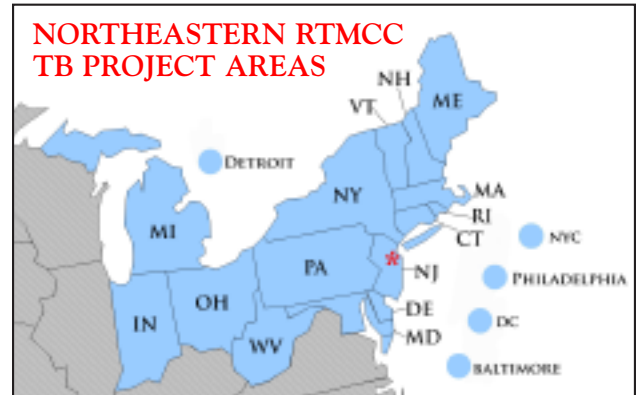 NORTHEASTERN RTMCC
TB PROJECT AREAS
NH
ME
VT
DETROIT
MA
NY
RI
MI
CT
NYC
*
PA
NJ
PHILADELPHIA
OH
DE
IN
DC
WV
MD
BALTIMORE